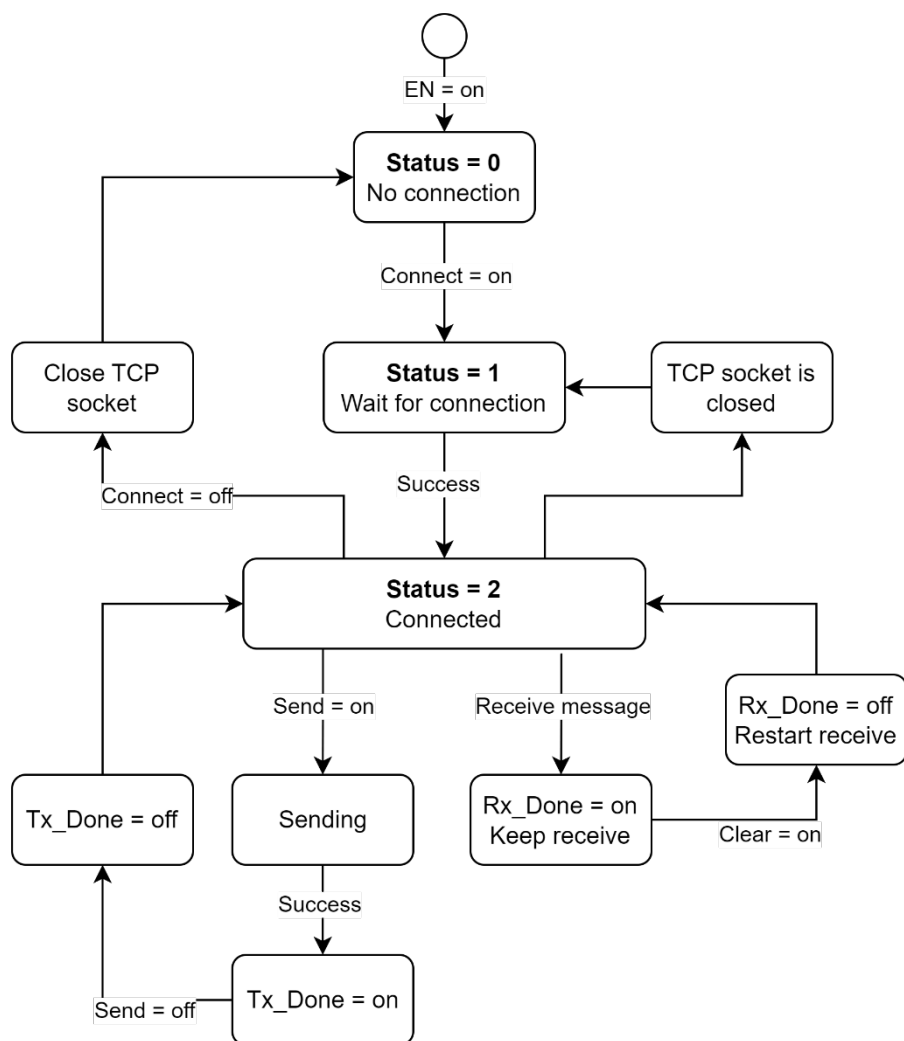 EN = on
Status = 0
No connection
Connect = on
Close TCP
socket
Status = 1
Wait for connection
TCP socket is
closed
Connect = off
Success
Status = 2
Connected
Send = on
Receive message
Rx_Done = off
Restart receive
Tx_Done = off
Sending
Rx_Done = on
Keep receive
Clear = on
Success
Send = off
Tx_Done = on